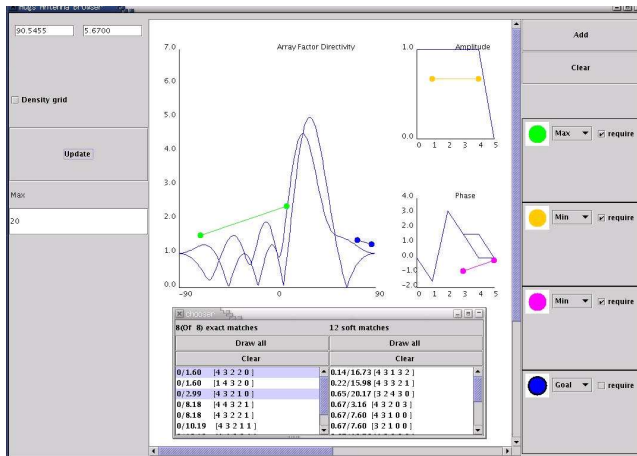 Hugs Antenna Browser
90.5455 5.6700
Density grid
Update
Max
20
Array Factor Directivity
7.0
6.0
5.0
4.0
3.0
2.0
1.0
0.0
-90 0 90
Amplitude
1.0
0.0
0 1 2 3 4 5
Phase
4.0
3.0
2.0
1.0
0.0
-1.0
-2.0
0 1 2 3 4 5
chooser
8(Of 8) exact matches 12 soft matches
Draw all Draw all
Clear Clear
0/1.60 [4 3 2 2 0 ] 0.14/16.73 [4 3 1 3 2 ]
0/1.60 [1 4 3 2 0 ] 0.22/15.98 [4 3 3 2 1 ]
0/2.99 [4 3 2 1 0 ] 0.65/20.17 [3 2 4 3 0 ]
0/8.18 [4 4 3 2 1 ] 0.67/3.16 [4 3 2 0 3 ]
0/8.18 [4 3 2 2 1 ] 0.67/7.60 [4 3 1 0 0 ]
0/10.19 [4 3 2 1 1 ] 0.67/7.60 [3 2 1 0 0 ]
Add
Clear
Max require
Min require
Min require
Goal require